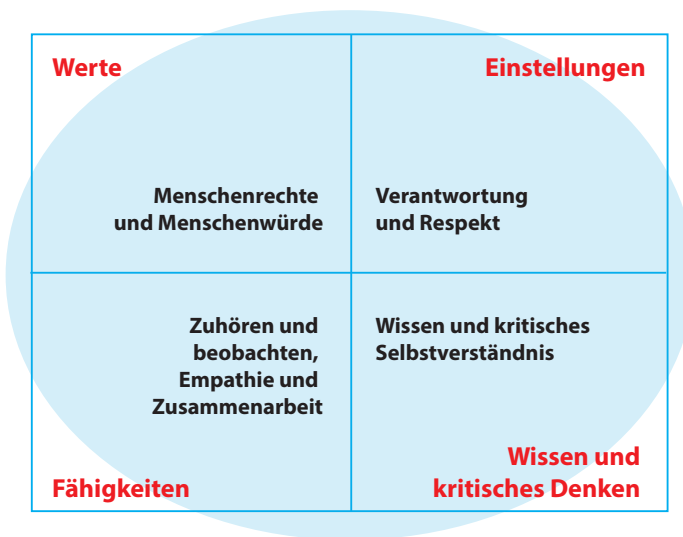 Werte
Einstellungen
Menschenrechte
und Menschenwürde
Verantwortung
und Respekt
Zuhören und
beobachten,
Empathie und
Zusammenarbeit
Wissen und kritisches
Selbstverständnis
Fähigkeiten
Wissen und
kritisches Denken